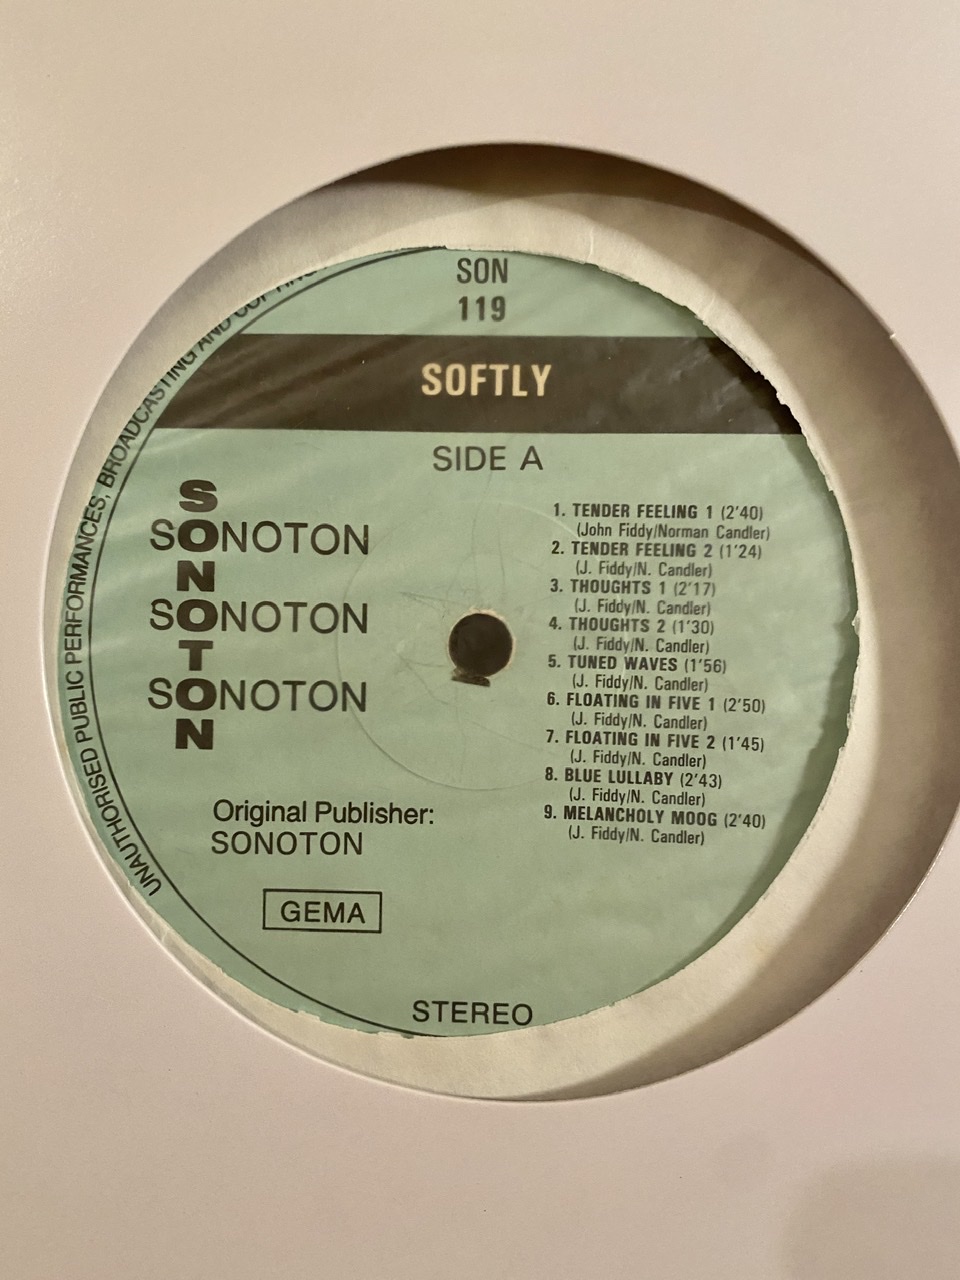 SON
119
SOFTLY
SIDE A
SONOTON
SONOTON
SONOTON
SONOTON
Original Publisher:
SONOTON
GEMA
1. TENDER FEELING 1 (2'40)
(John Fiddy/Norman Candler)
2. TENDER FEELING 2 (1'24)
(J. Fiddy/N. Candler)
3. THOUGHTS 1 (2'17)
(J. Fiddy/N. Candler)
4. THOUGHTS 2 (1'30)
(J. Fiddy/N. Candler)
5. TUNED WAVES (1'56)
(J. Fiddy/N. Candler)
6. FLOATING IN FIVE 1 (2'50)
(J. Fiddy/N. Candler)
7. FLOATING IN FIVE 2 (1'45)
(J. Fiddy/N. Candler)
8. BLUE LULLABY (2'43)
(J. Fiddy/N. Candler)
9. MELANCHOLY MOOG (2'40)
(J. Fiddy/N. Candler)
STEREO
UNAUTHORISED PUBLIC PERFORMANCES, BROADCASTING AND